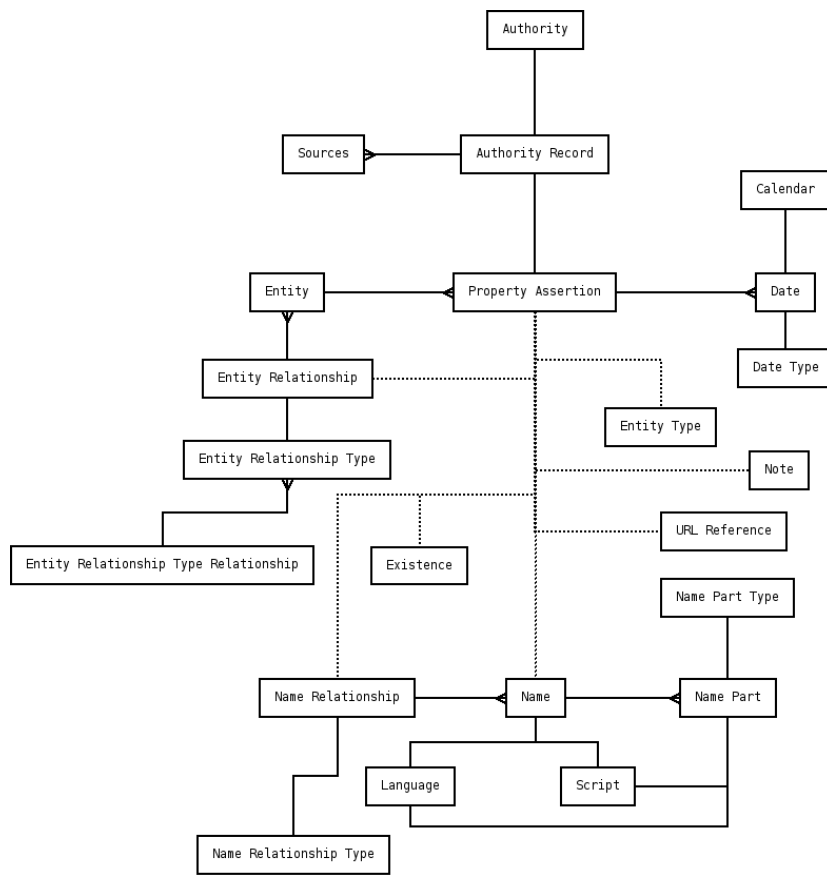 Authority
Sources
Authority Record
Calendar
Entity
Property Assertion
Date
Date Type
Entity Relationship
Entity Type
Entity Relationship Type
Note
URL Reference
Existence
Entity Relationship Type Relationship
Name Part Type
Name Relationship
Name
Name Part
Language
Script
Name Relationship Type